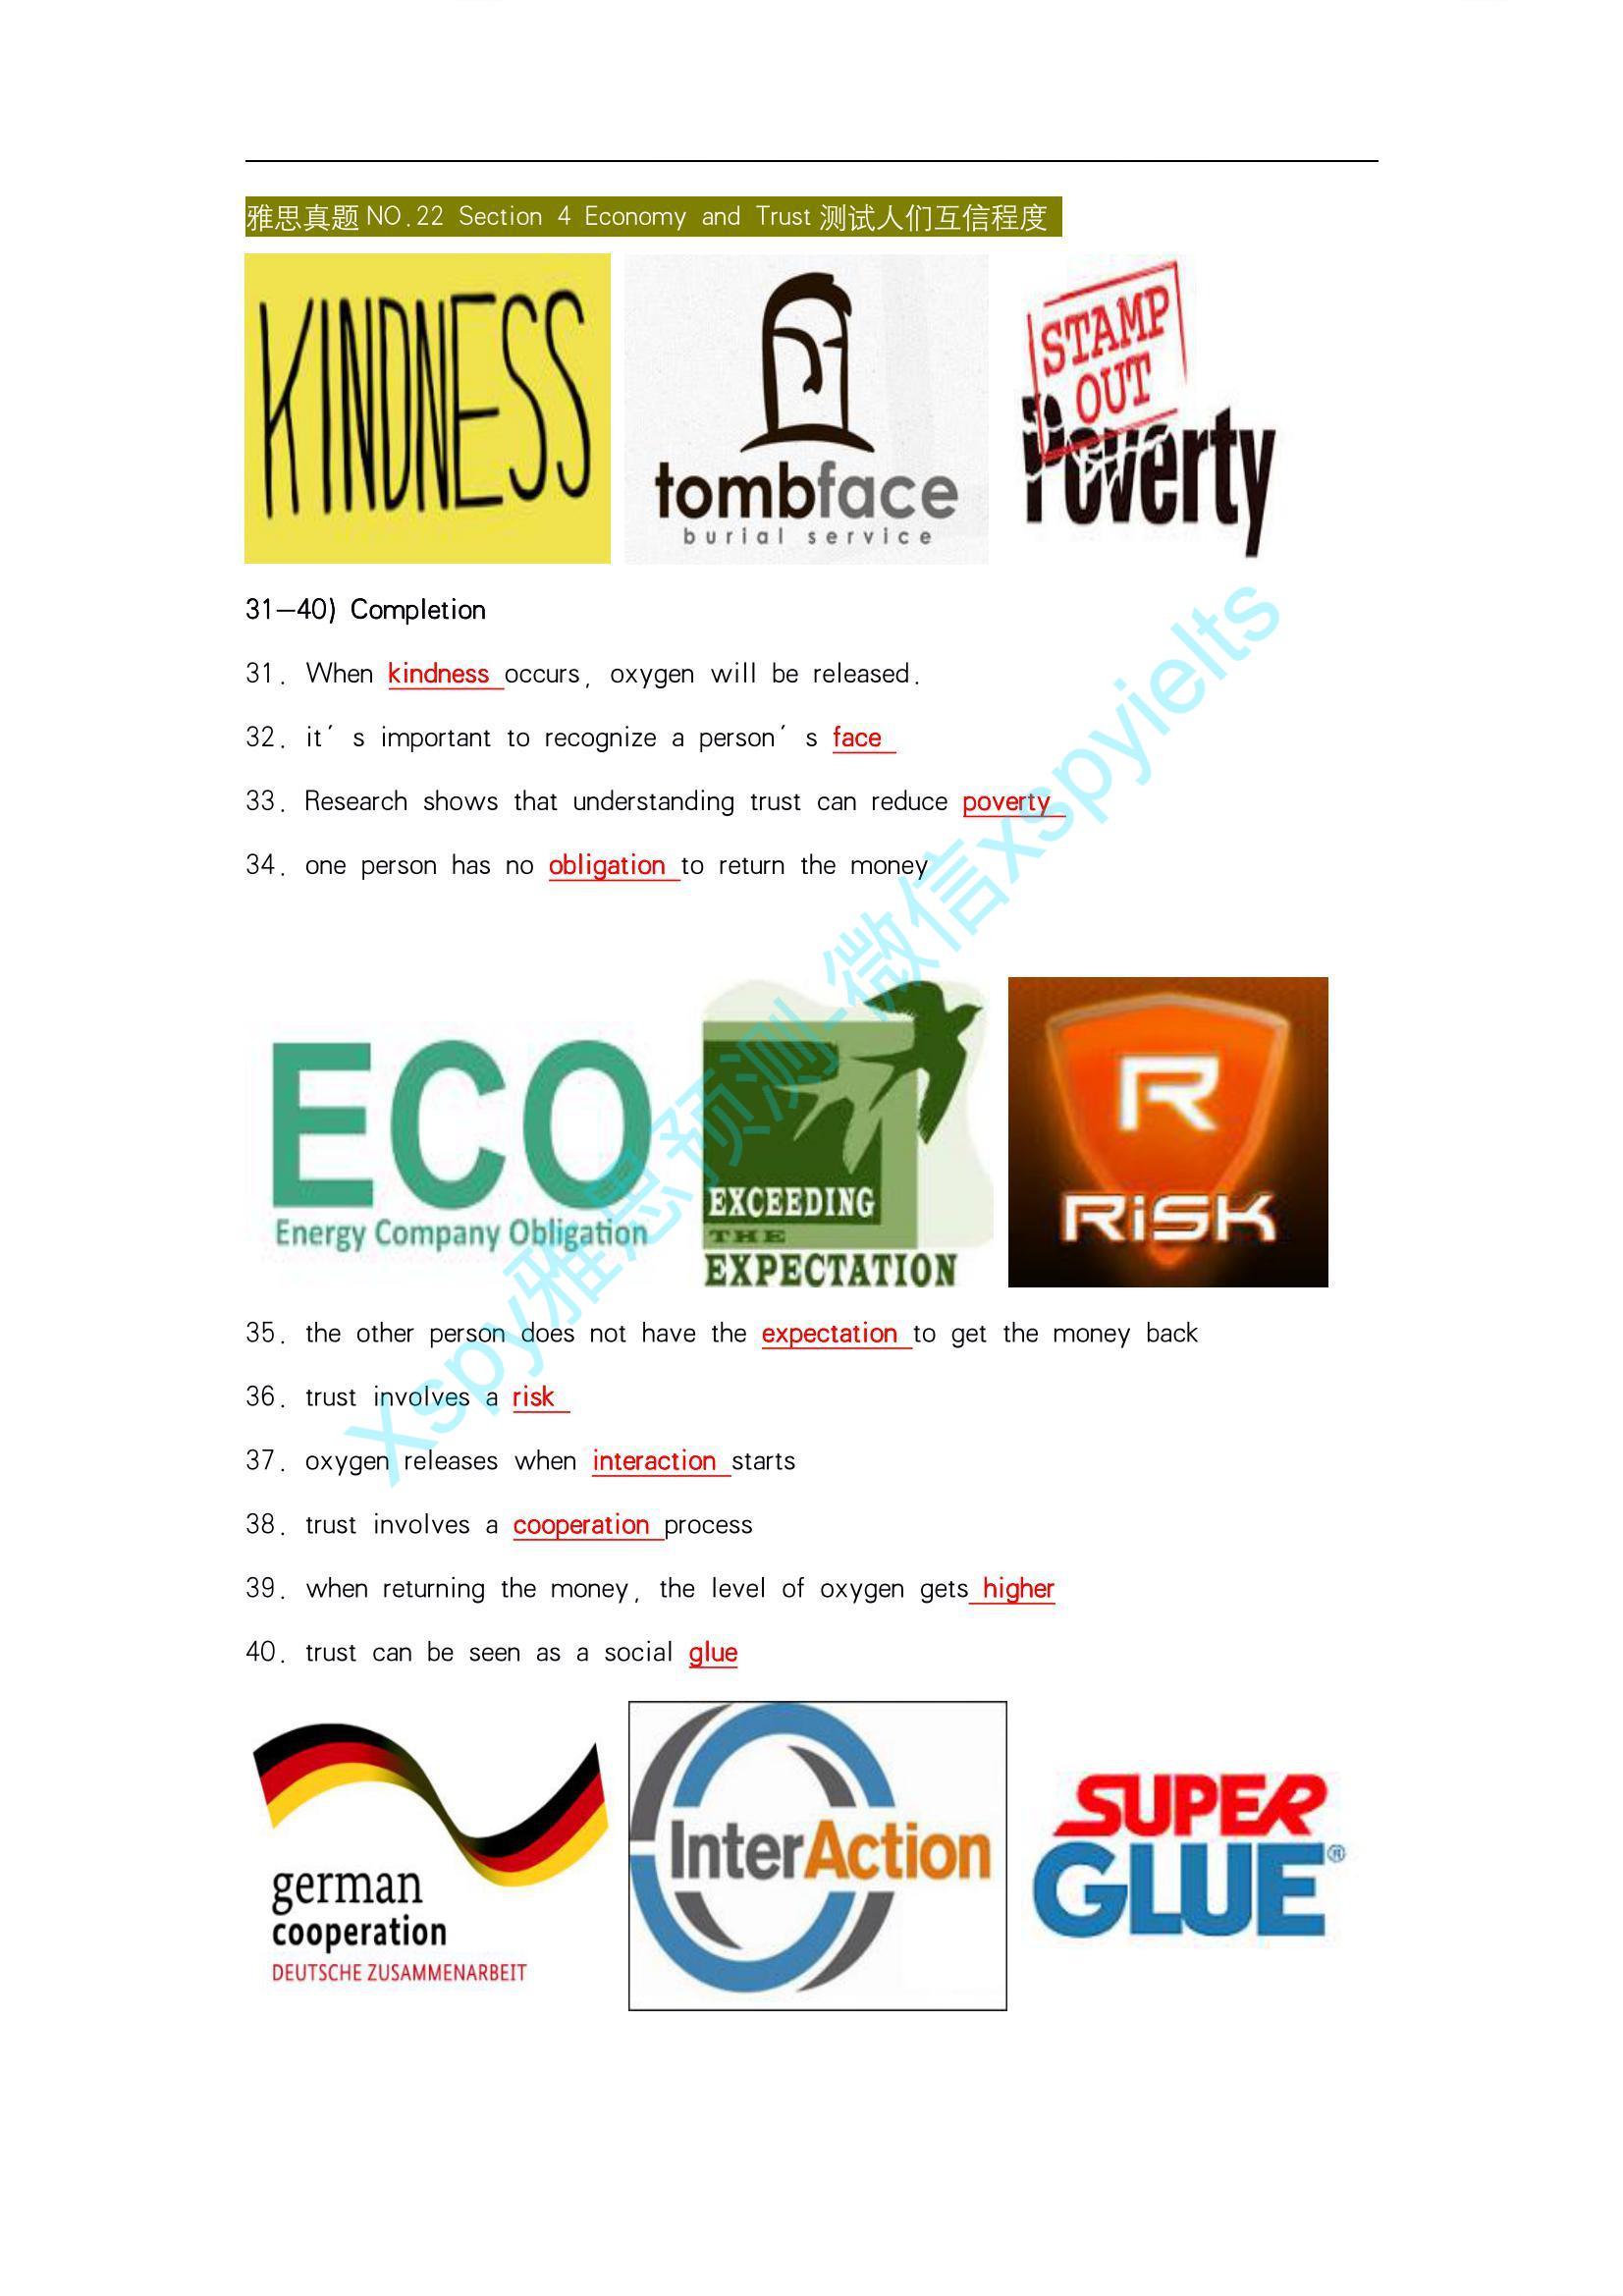 雅思真题 NO.22 Section 4 Economy and Trust 测试人们互信程度
KINDNESS
tombface
burial service
STAMP
OUT
Poverty
31—40) Completion
31. When kindness occurs, oxygen will be released.
32. it′ s important to recognize a person′ s face
33. Research shows that understanding trust can reduce poverty
34. one person has no obligation to return the money
ECO
Energy Company Obligation
EXCEEDING
THE
EXPECTATION
R
RiSK
35. the other person does not have the expectation to get the money back
36. trust involves a risk
37. oxygen releases when interaction starts
38. trust involves a cooperation process
39. when returning the money, the level of oxygen gets higher
40. trust can be seen as a social glue
german
cooperation
DEUTSCHE ZUSAMMENARBEIT
InterAction
SUPER
GLUE®
xspy雅思预测-微信xspyielts